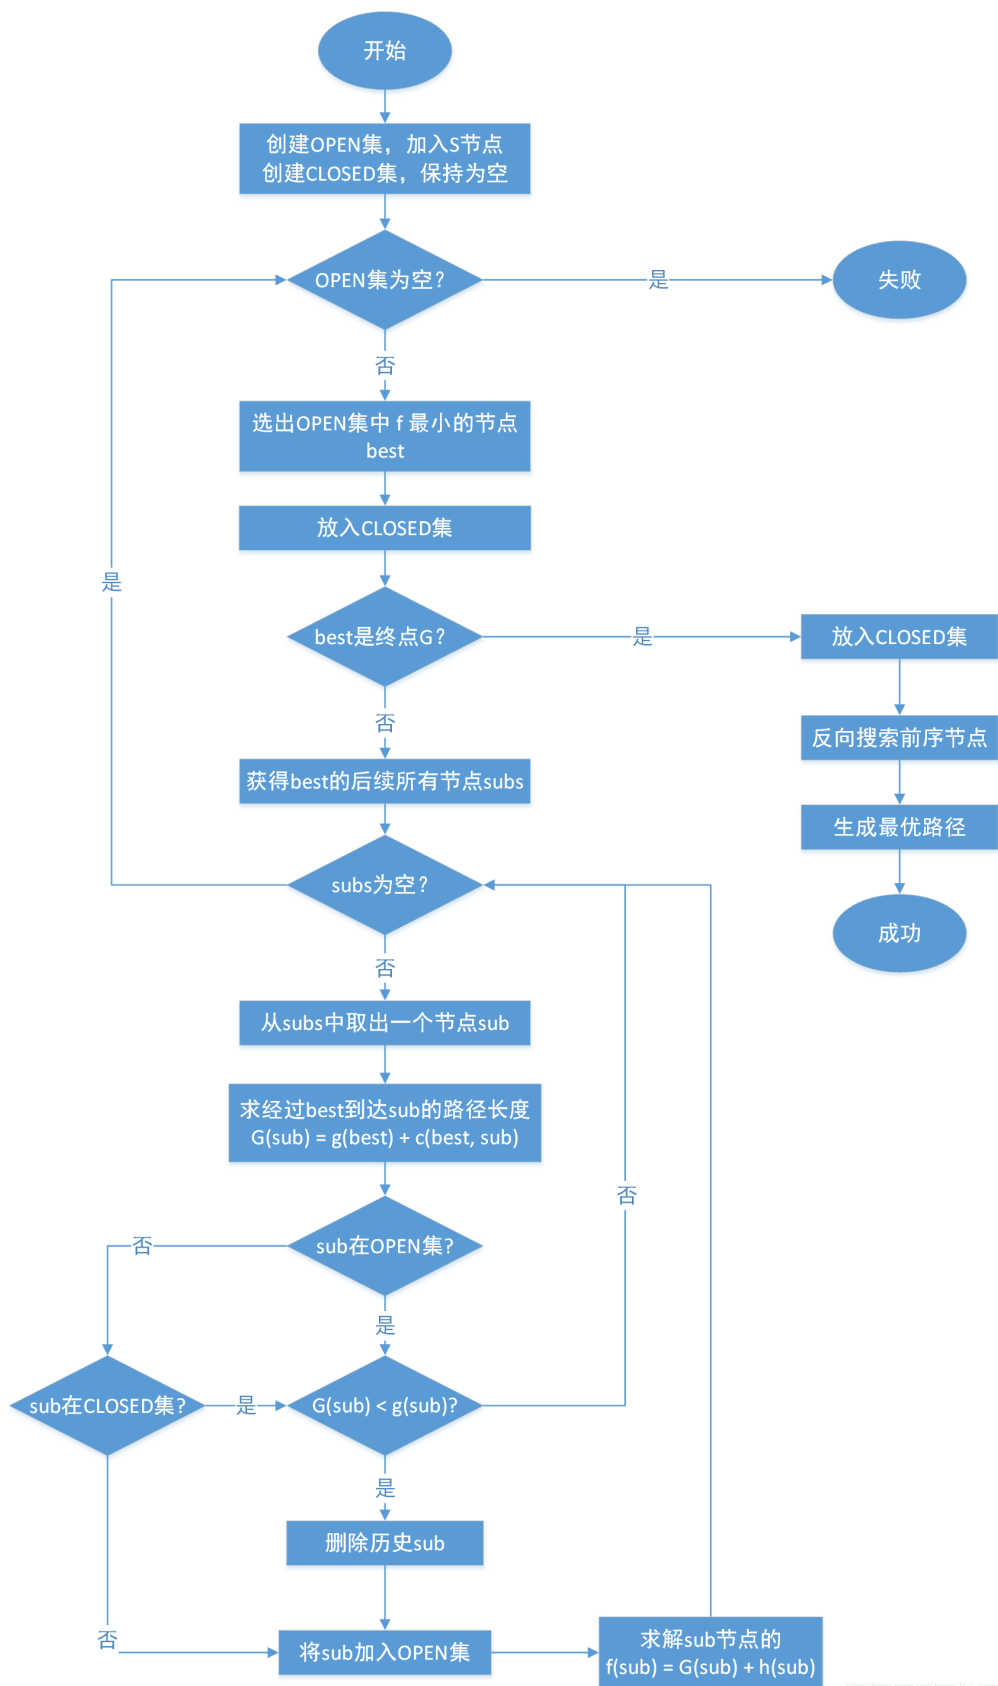 开始
创建OPEN集，加入S节点
创建CLOSED集，保持为空
OPEN集为空？
是
失败
否
选出OPEN集中 f 最小的节点
best
放入CLOSED集
是
best是终点G？
是
放入CLOSED集
否
反向搜索前序节点
获得best的后续所有节点subs
生成最优路径
subs为空？
成功
否
从subs中取出一个节点sub
求经过best到达sub的路径长度
G(sub) = g(best) + c(best, sub)
否
否
sub在OPEN集?
是
sub在CLOSED集?
是
G(sub) < g(sub)?
是
删除历史sub
否
将sub加入OPEN集
求解sub节点的
f(sub) = G(sub) + h(sub)